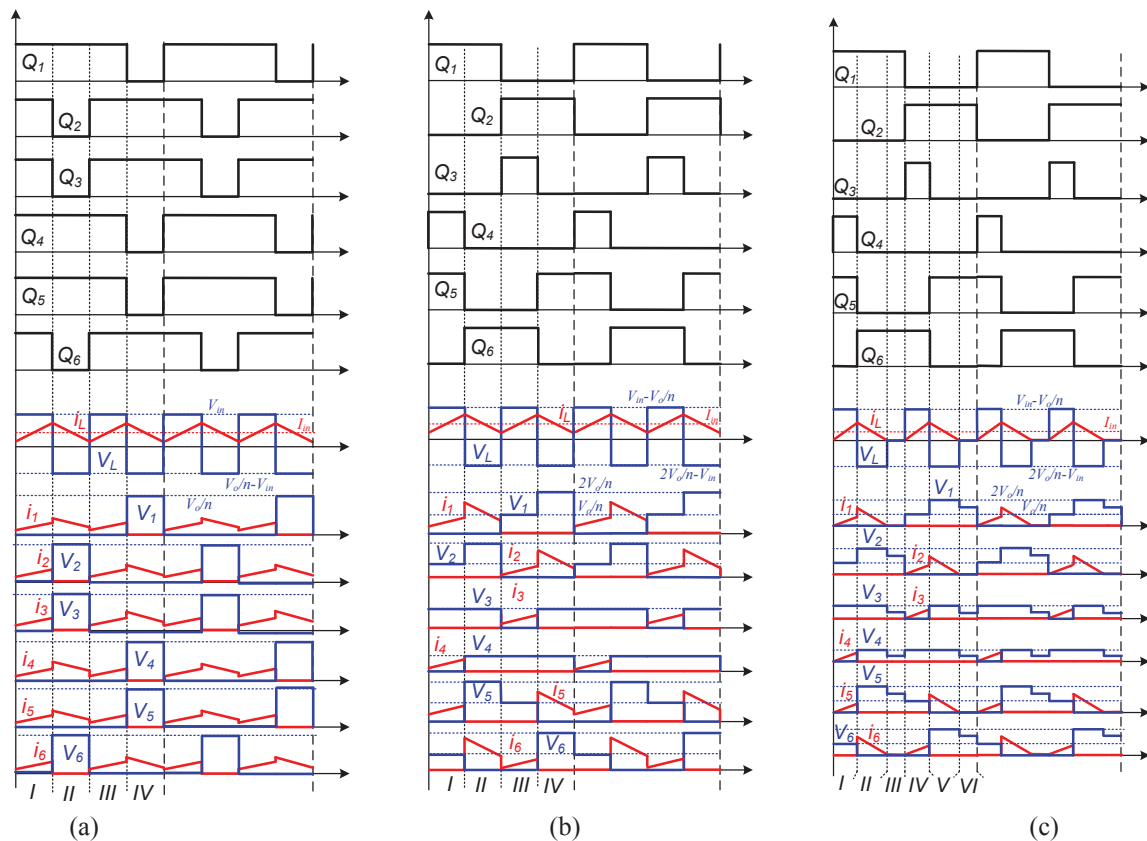 Q1
Q2
Q3
Q4
Q5
Q6
iL
Vin
Iin
VL
Vo/n-Vin
i1
V1
Vo/n
i2
V2
i3
V3
i4
V4
i5
V5
i6
V6
I II III IV
(a)
Q1
Q2
Q3
Q4
Q5
Q6
Vin-Vo/n
iL
Iin
VL
2Vo/n-Vin
i1
V1
2Vo/n
Vo/n
V2
i2
V3
i3
i4
V4
V5
i5
i6
V6
I II III IV
(b)
Q1
Q2
Q3
Q4
Q5
Q6
Vin-Vo/n
iL
Iin
VL
2Vo/n-Vin
V1
2Vo/n
i1
Vo/n
V2
i2
V3
i3
i4
V4
V5
i5
V6
i6
I II III IV V VI
(c)